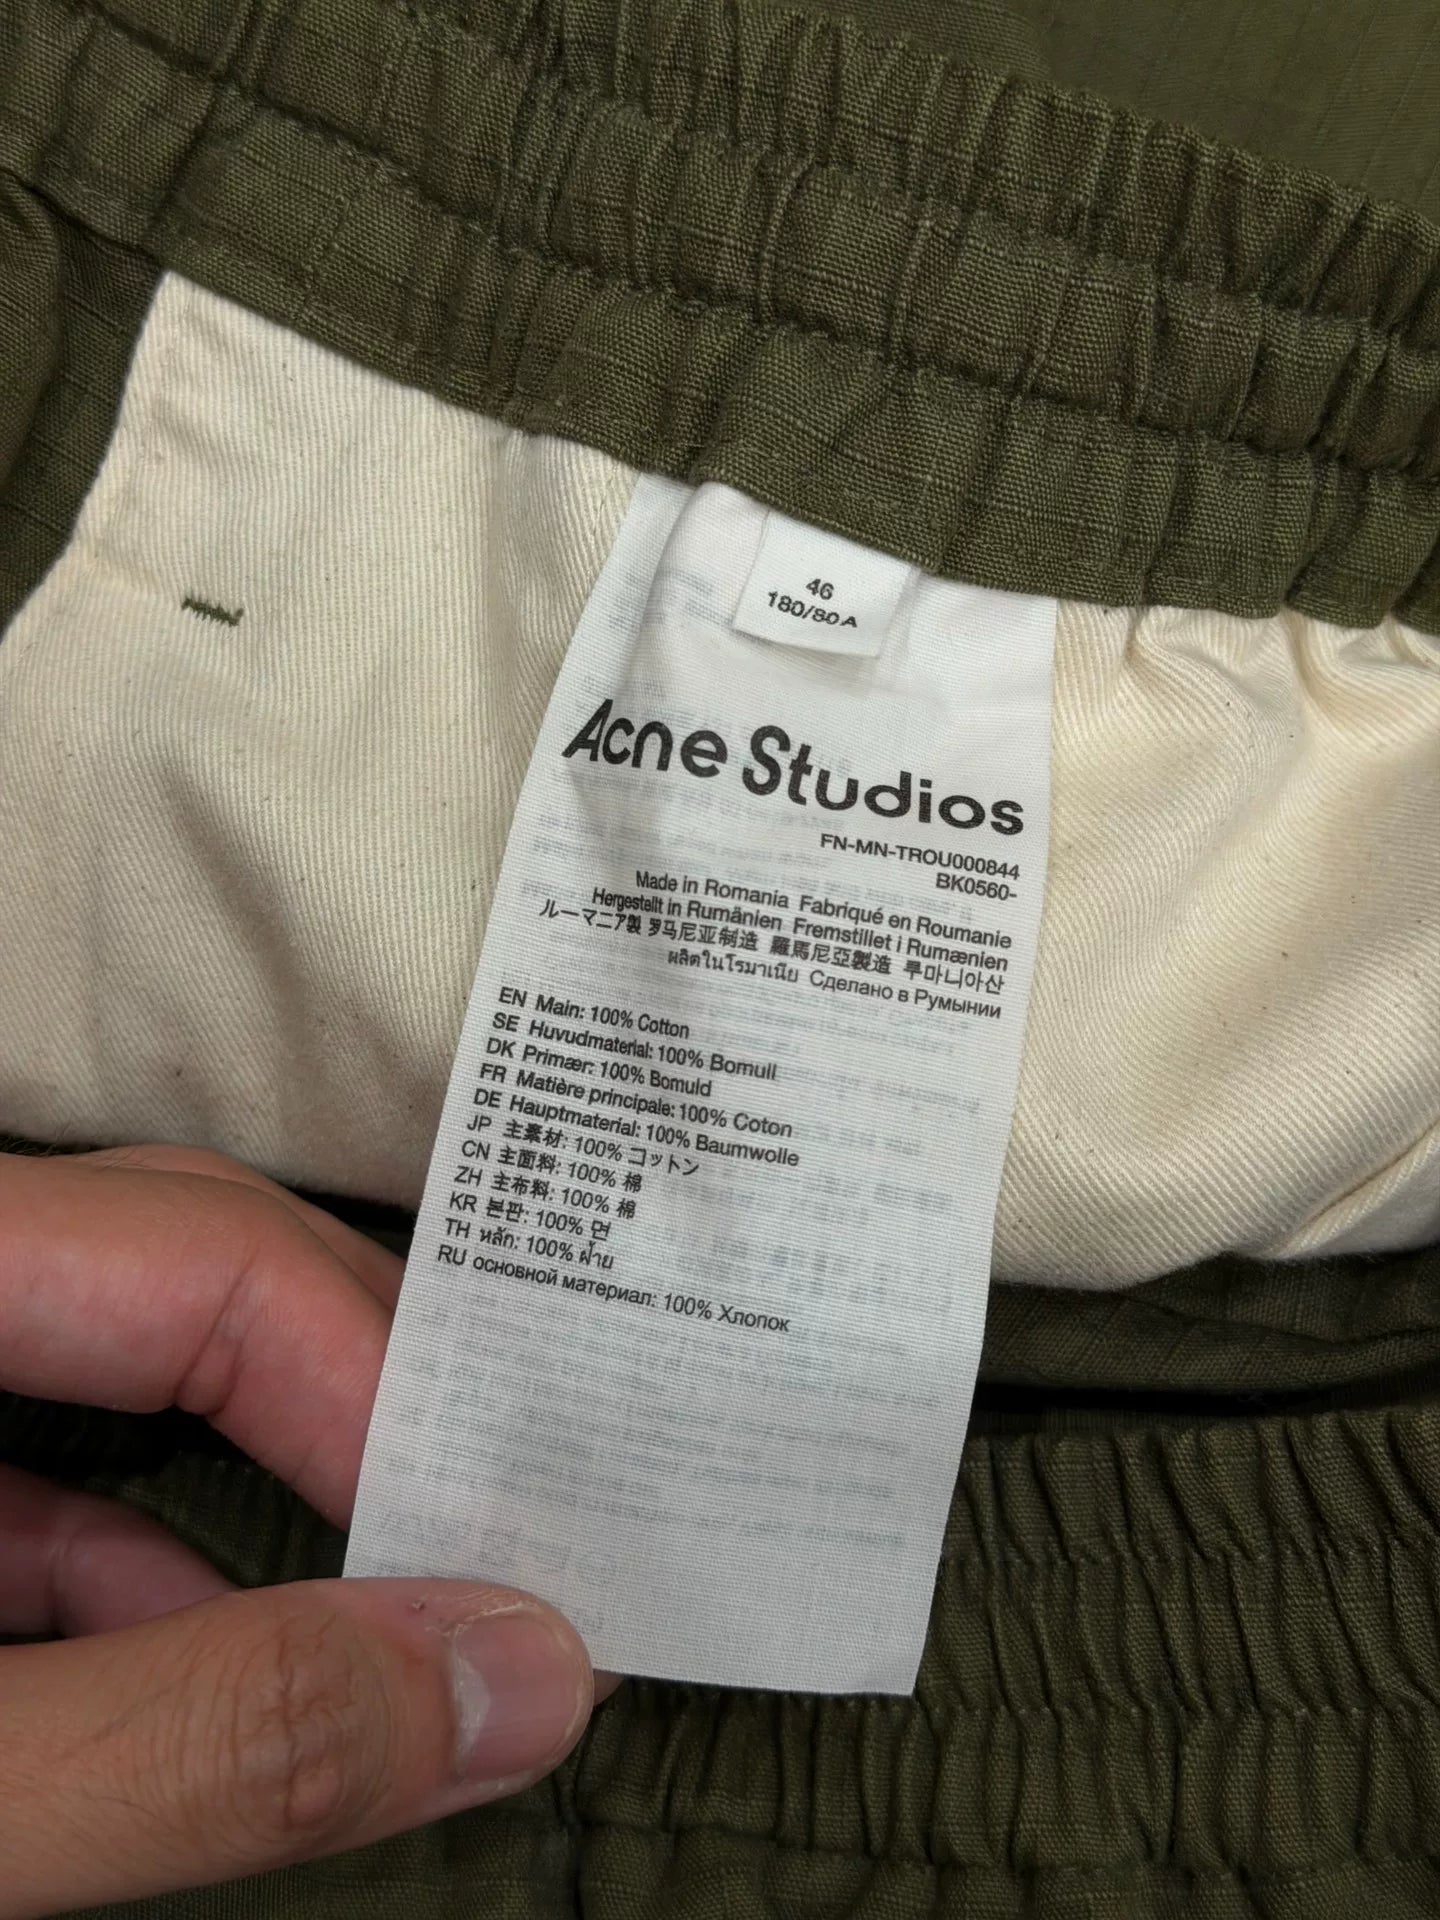 46
180/80A
Acne Studios
FN-MN-TROU000844
BK0560-
Made in Romania Fabriqué en Roumanie
Hergestellt in Rumänien Fremstillet i Rumænien
ルーマニア製 罗马尼亚制造 羅馬尼亞製造 루마니아산
ผลิตในโรมาเนีย Сделано в Румынии
EN Main: 100% Cotton
SE Huvudmaterial: 100% Bomull
DK Primær: 100% Bomuld
FR Matière principale: 100% Coton
DE Hauptmaterial: 100% Baumwolle
JP 主素材: 100% コットン
CN 主面料: 100% 棉
ZH 主布料: 100% 棉
KR 본판: 100% 면
TH หลัก: 100% ฝ้าย
RU основной материал: 100% Хлопок